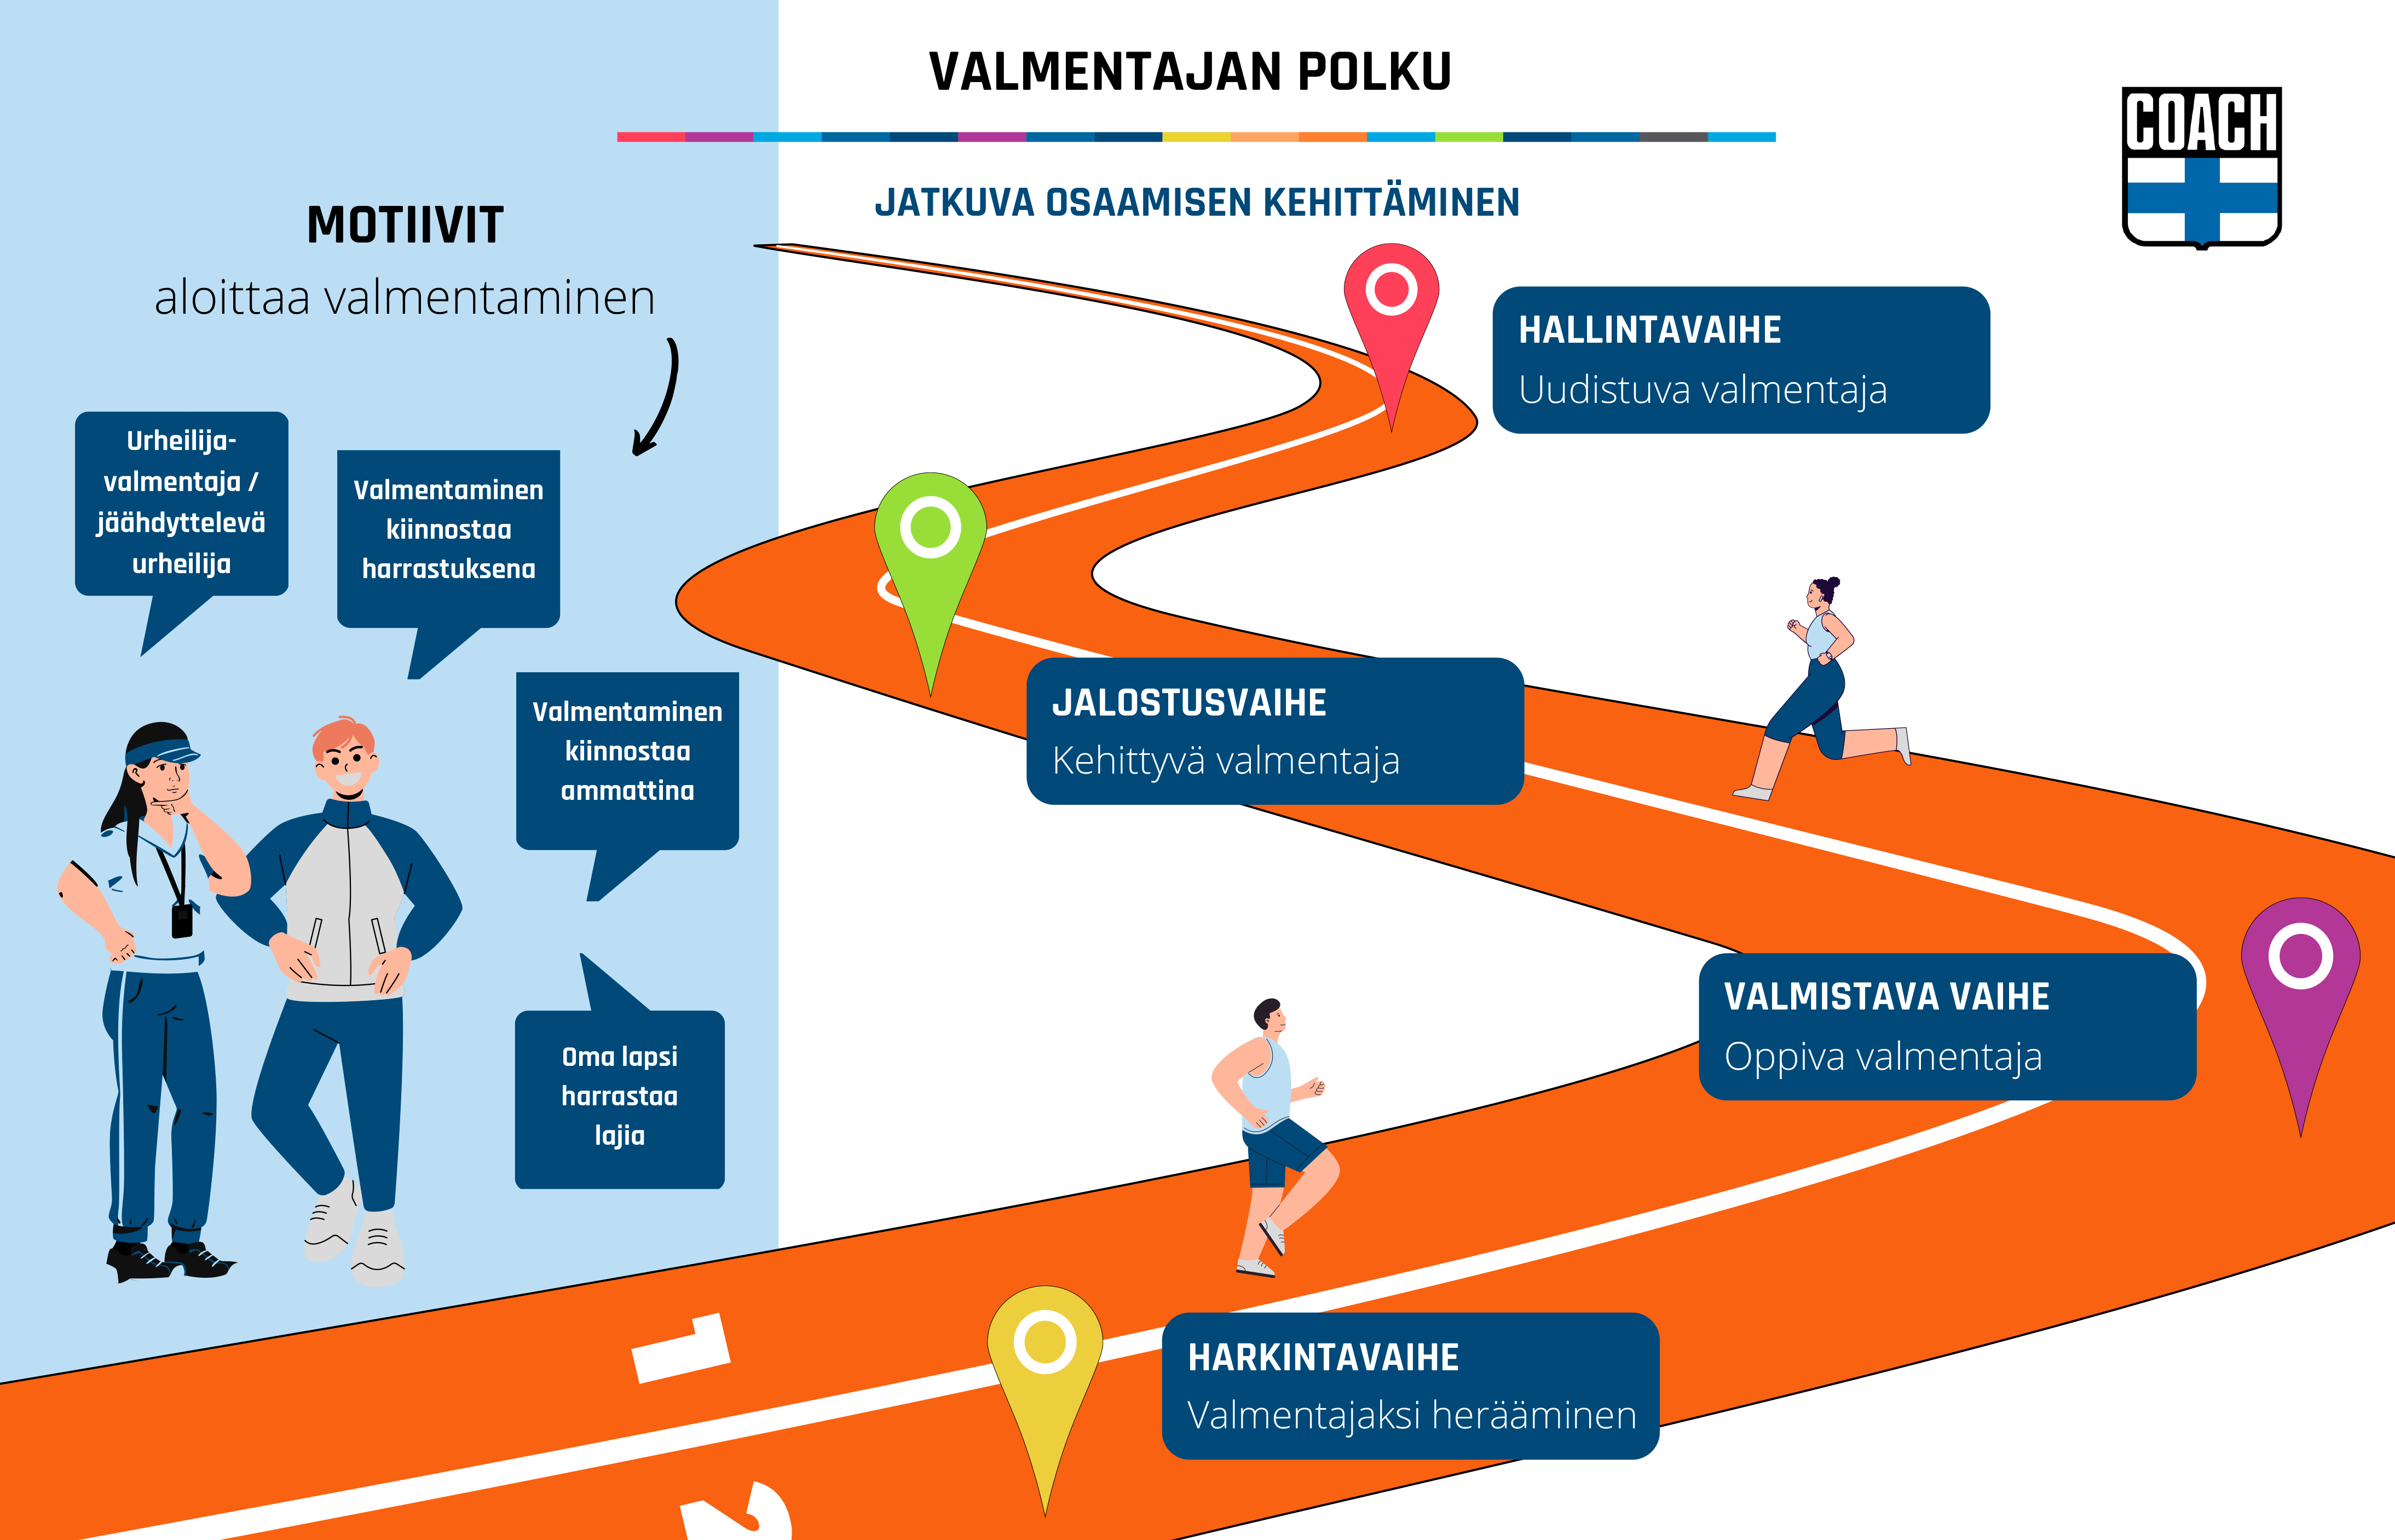 VALMENTAJAN POLKU
COACH
JATKUVA OSAAMISEN KEHITTÄMINEN
MOTIIVIT
aloittaa valmentaminen
Urheilija-
valmentaja /
jäähdyttelevä
urheilija
Valmentaminen
kiinnostaa
harrastuksena
Valmentaminen
kiinnostaa
ammattina
Oma lapsi
harrastaa
lajia
HALLINTAVAIHE
Uudistuva valmentaja
JALOSTUSVAIHE
Kehittyvä valmentaja
VALMISTAVA VAIHE
Oppiva valmentaja
HARKINTAVAIHE
Valmentajaksi herääminen
1
2